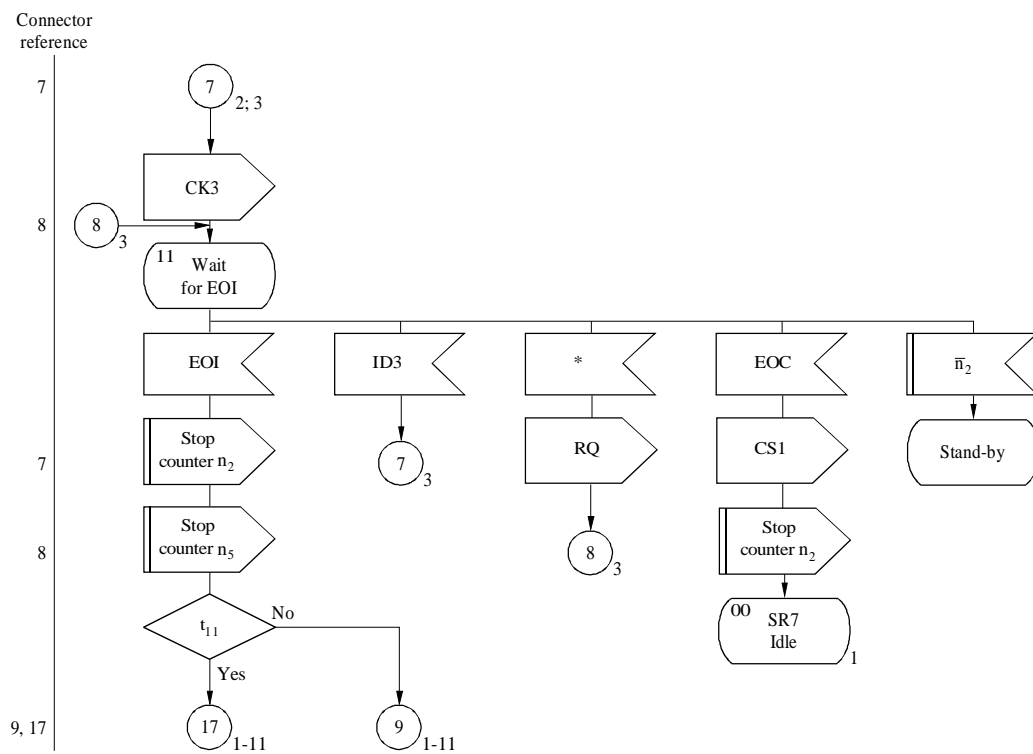 Connector
reference
7
7
2; 3
CK3
8
8
3
11
Wait
for EOI
EOI
ID3
*
EOC
n̅₂
Stop
counter n₂
7
3
RQ
CS1
Stand-by
7
Stop
counter n₅
8
3
Stop
counter n₂
8
t₁₁
No
Yes
00
SR7
Idle
1
9, 17
17
1-11
9
1-11